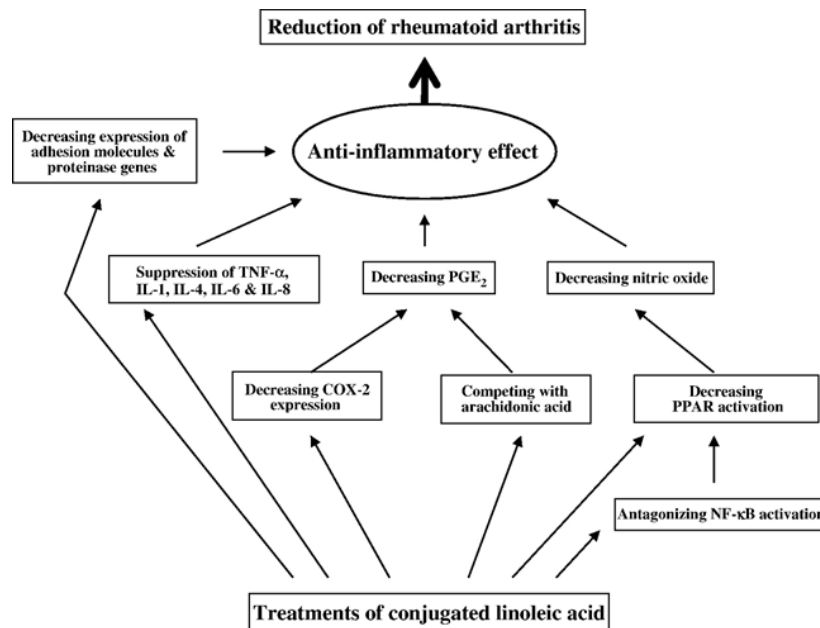 Reduction of rheumatoid arthritis
Decreasing expression of
adhesion molecules &
proteinase genes
Anti-inflammatory effect
Suppression of TNF-α,
IL-1, IL-4, IL-6 & IL-8
Decreasing PGE₂
Decreasing nitric oxide
Decreasing COX-2
expression
Competing with
arachidonic acid
Decreasing
PPAR activation
Antagonizing NF-κB activation
Treatments of conjugated linoleic acid